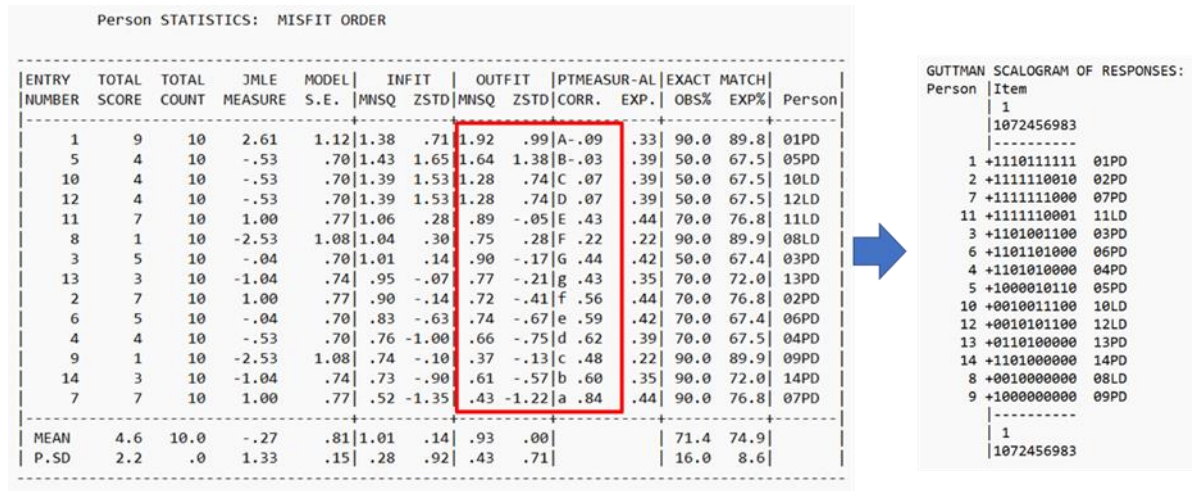 Person STATISTICS:  MISFIT ORDER
-------------------------------------------------------------------------------------
|ENTRY   TOTAL  TOTAL    JMLE   MODEL|   INFIT  |  OUTFIT  |PTMEASUR-AL|EXACT MATCH|       |
|NUMBER  SCORE  COUNT  MEASURE  S.E. |MNSQ  ZSTD|MNSQ  ZSTD|CORR.  EXP.| OBS%  EXP%| Person|
|------------------------------------+----------+----------+-----------+-----------+-------|
|     1      9     10    2.61    1.12|1.38   .71|1.92   .99|A-.09   .33| 90.0  89.8| 01PD  |
|     5      4     10    -.53     .70|1.43  1.65|1.64  1.38|B-.03   .39| 50.0  67.5| 05PD  |
|    10      4     10    -.53     .70|1.39  1.53|1.28   .74|C .07   .39| 50.0  67.5| 10LD  |
|    12      4     10    -.53     .70|1.39  1.53|1.28   .74|D .07   .39| 50.0  67.5| 12LD  |
|    11      7     10    1.00     .77|1.06   .28| .89  -.05|E .43   .44| 70.0  76.8| 11LD  |
|     8      1     10   -2.53    1.08|1.04   .30| .75   .28|F .22   .22| 90.0  89.9| 08LD  |
|     3      5     10    -.04     .70|1.01   .14| .90  -.17|G .44   .42| 50.0  67.4| 03PD  |
|    13      3     10   -1.04     .74| .95  -.07| .77  -.21|g .43   .35| 70.0  72.0| 13PD  |
|     2      7     10    1.00     .77| .90  -.14| .72  -.41|f .56   .44| 70.0  76.8| 02PD  |
|     6      5     10    -.04     .70| .83  -.63| .74  -.67|e .59   .42| 70.0  67.4| 06PD  |
|     4      4     10    -.53     .70| .76 -1.00| .66  -.75|d .62   .39| 70.0  67.5| 04PD  |
|     9      1     10   -2.53    1.08| .74  -.10| .37  -.13|c .48   .22| 90.0  89.9| 09PD  |
|    14      3     10   -1.04     .74| .73  -.90| .61  -.57|b .60   .35| 90.0  72.0| 14PD  |
|     7      7     10    1.00     .77| .52 -1.35| .43 -1.22|a .84   .44| 90.0  76.8| 07PD  |
|------------------------------------+----------+----------+-----------+-----------+-------|
| MEAN     4.6   10.0    -.27     .81|1.01   .14| .93   .00|           | 71.4  74.9|       |
| P.SD     2.2     .0    1.33     .15| .28   .92| .43   .71|           | 16.0   8.6|       |
-------------------------------------------------------------------------------------
GUTTMAN SCALOGRAM OF RESPONSES:
Person |Item
       | 1
       |1072456983
       |----------
     1 +1110111111  01PD
     2 +1111110010  02PD
     7 +1111111000  07PD
    11 +1111110001  11LD
     3 +1101001100  03PD
     6 +1101101000  06PD
     4 +1101010000  04PD
     5 +1000010110  05PD
    10 +0010011100  10LD
    12 +0010101100  12LD
    13 +0110100000  13PD
    14 +1101000000  14PD
     8 +0010000000  08LD
     9 +1000000000  09PD
       |----------
       | 1
       |1072456983